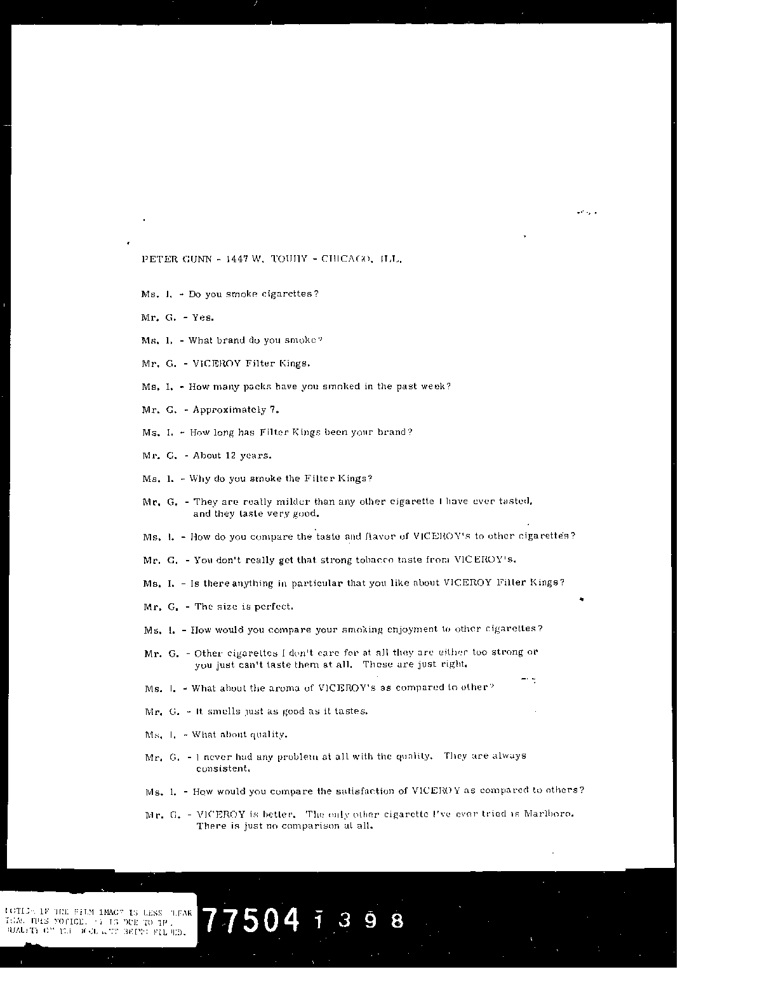 PETER GUNN - 1447 W. TOUHY - CHICAGO, ILL.
Ms. I. - Do you smoke cigarettes?
Mr. G. - Yes.
Ms. I. - What brand do you smoke?
Mr. G. - VICEROY Filter Kings.
Ms. I. - How many packs have you smoked in the past week?
Mr. G. - Approximately 7.
Ms. I. - How long has Filter Kings been your brand?
Mr. G. - About 12 years.
Ms. I. - Why do you smoke the Filter Kings?
Mr. G. - They are really milder than any other cigarette I have ever tasted,
and they taste very good.
Ms. I. - How do you compare the taste and flavor of VICEROY's to other cigarettes?
Mr. G. - You don't really get that strong tobacco taste from VICEROY's.
Ms. I. - Is there anything in particular that you like about VICEROY Filter Kings?
Mr. G. - The size is perfect.
Ms. I. - How would you compare your smoking enjoyment to other cigarettes?
Mr. G. - Other cigarettes I don't care for at all they are either too strong or
you just can't taste them at all. These are just right.
Ms. I. - What about the aroma of VICEROY's as compared to other?
Mr. G. - It smells just as good as it tastes.
Ms. I. - What about quality.
Mr. G. - I never had any problem at all with the quality. They are always
consistent.
Ms. I. - How would you compare the satisfaction of VICEROY as compared to others?
Mr. G. - VICEROY is better. The only other cigarette I've ever tried is Marlboro.
There is just no comparison at all.
IF THE FILM IMAGE IS LESS CLEAR
THAN THIS NOTICE, IT IS DUE TO
QUALITY BEING FILMED.
77504 1398